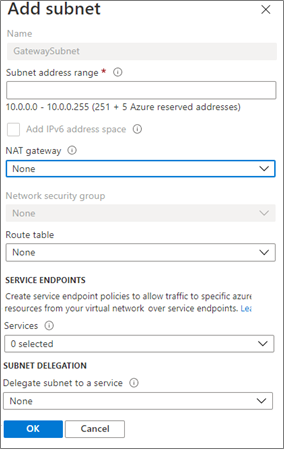 Add subnet
Name
GatewaySubnet
Subnet address range *
10.0.0.0 - 10.0.0.255 (251 + 5 Azure reserved addresses)
Add IPv6 address space
NAT gateway
None
Network security group
None
Route table
None
SERVICE ENDPOINTS
Create service endpoint policies to allow traffic to specific azure
resources from your virtual network over service endpoints. Lea
Services
0 selected
SUBNET DELEGATION
Delegate subnet to a service
None
OK
Cancel